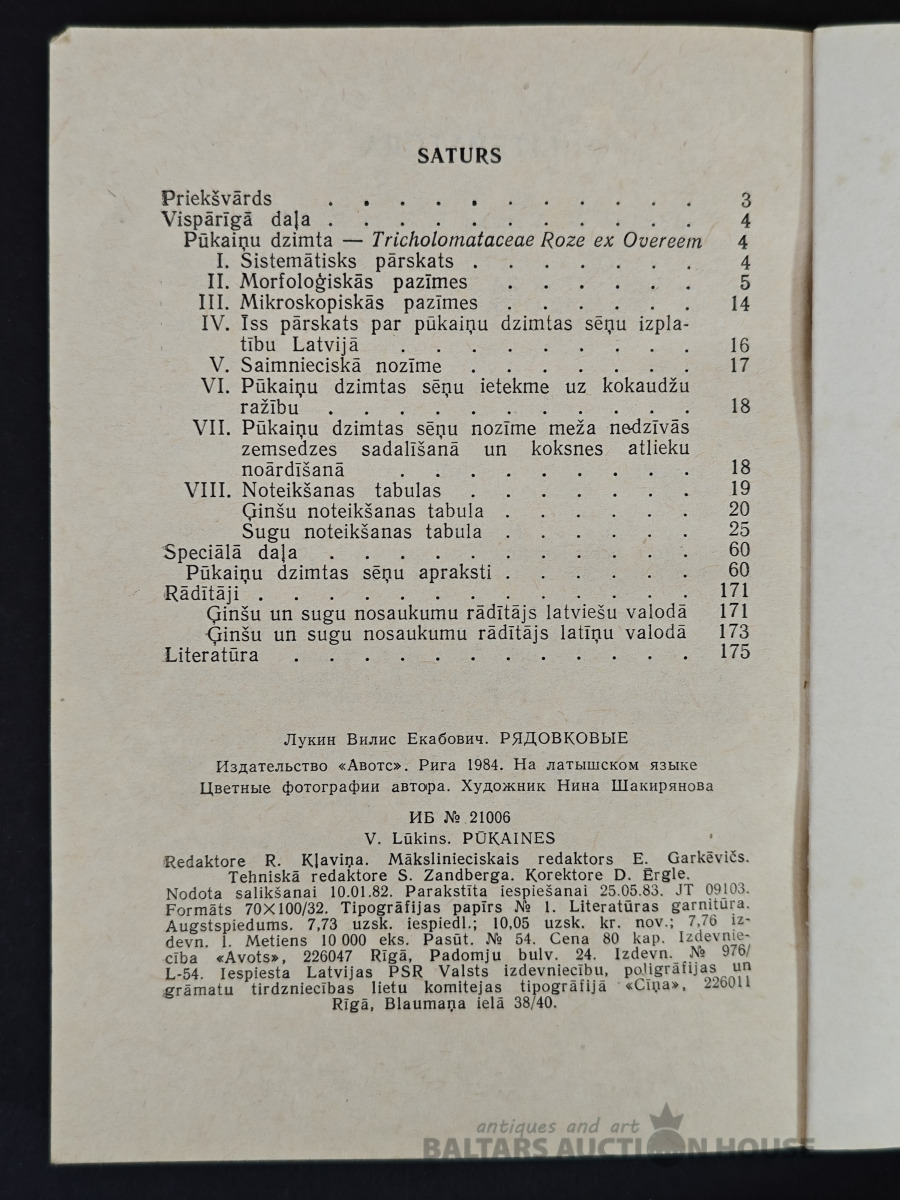 SATURS
Priekšvārds . . . . . . . . . . . 3
Vispārīgā daļa . . . . . . . . . . . 4
Pūkaiņu dzimta — Tricholomataceae Roze ex Overeem 4
I. Sistemātisks pārskats . . . . . . . 4
II. Morfoloģiskās pazīmes . . . . . . 5
III. Mikroskopiskās pazīmes . . . . . . 14
IV. Īss pārskats par pūkaiņu dzimtas sēņu izpla-
tību Latvijā . . . . . . . . . 16
V. Saimnieciskā nozīme . . . . . . . 17
VI. Pūkaiņu dzimtas sēņu ietekme uz kokaudžu
ražību . . . . . . . . . . . 18
VII. Pūkaiņu dzimtas sēņu nozīme meža nedzīvās
zemsedzes sadalīšanā un koksnes atlieku
noārdīšanā . . . . . . . . . 18
VIII. Noteikšanas tabulas . . . . . . . 19
Ģinšu noteikšanas tabula . . . . . . 20
Sugu noteikšanas tabula . . . . . . 25
Speciālā daļa . . . . . . . . . . . 60
Pūkaiņu dzimtas sēņu apraksti . . . . . . 60
Rādītāji . . . . . . . . . . . . . 171
Ģinšu un sugu nosaukumu rādītājs latviešu valodā 171
Ģinšu un sugu nosaukumu rādītājs latīņu valodā 173
Literatūra . . . . . . . . . . . . 175
Лукин Вилис Екабович. РЯДОВКОВЫЕ
Издательство «Авотс». Рига 1984. На латышском языке
Цветные фотографии автора. Художник Нина Шакирянова
ИБ № 21006
V. Lūkins. PŪKAINES
Redaktore R. Kļaviņa. Mākslinieciskais redaktors E. Garkēvičs.
Tehniskā redaktore S. Zandberga. Korektore D. Ērgle.
Nodota salikšanai 10.01.82. Parakstīta iespiešanai 25.05.83. JT 09103.
Formāts 70×100/32. Tipogrāfijas papīrs № 1. Literatūras garnitūra.
Augstspiedums. 7,73 uzsk. iespiedl.; 10,05 uzsk. kr. nov.; 7,76 iz-
devn. l. Metiens 10 000 eks. Pasūt. № 54. Cena 80 kap. Izdevnie-
cība «Avots», 226047 Rīgā, Padomju bulv. 24. Izdevn. № 976/
L-54. Iespiesta Latvijas PSR Valsts izdevniecību, poligrāfijas un
grāmatu tirdzniecības lietu komitejas tipogrāfijā «Cīņa», 226011
Rīgā, Blaumaņa ielā 38/40.
antiques and art
BALTARS AUCTION HOUSE